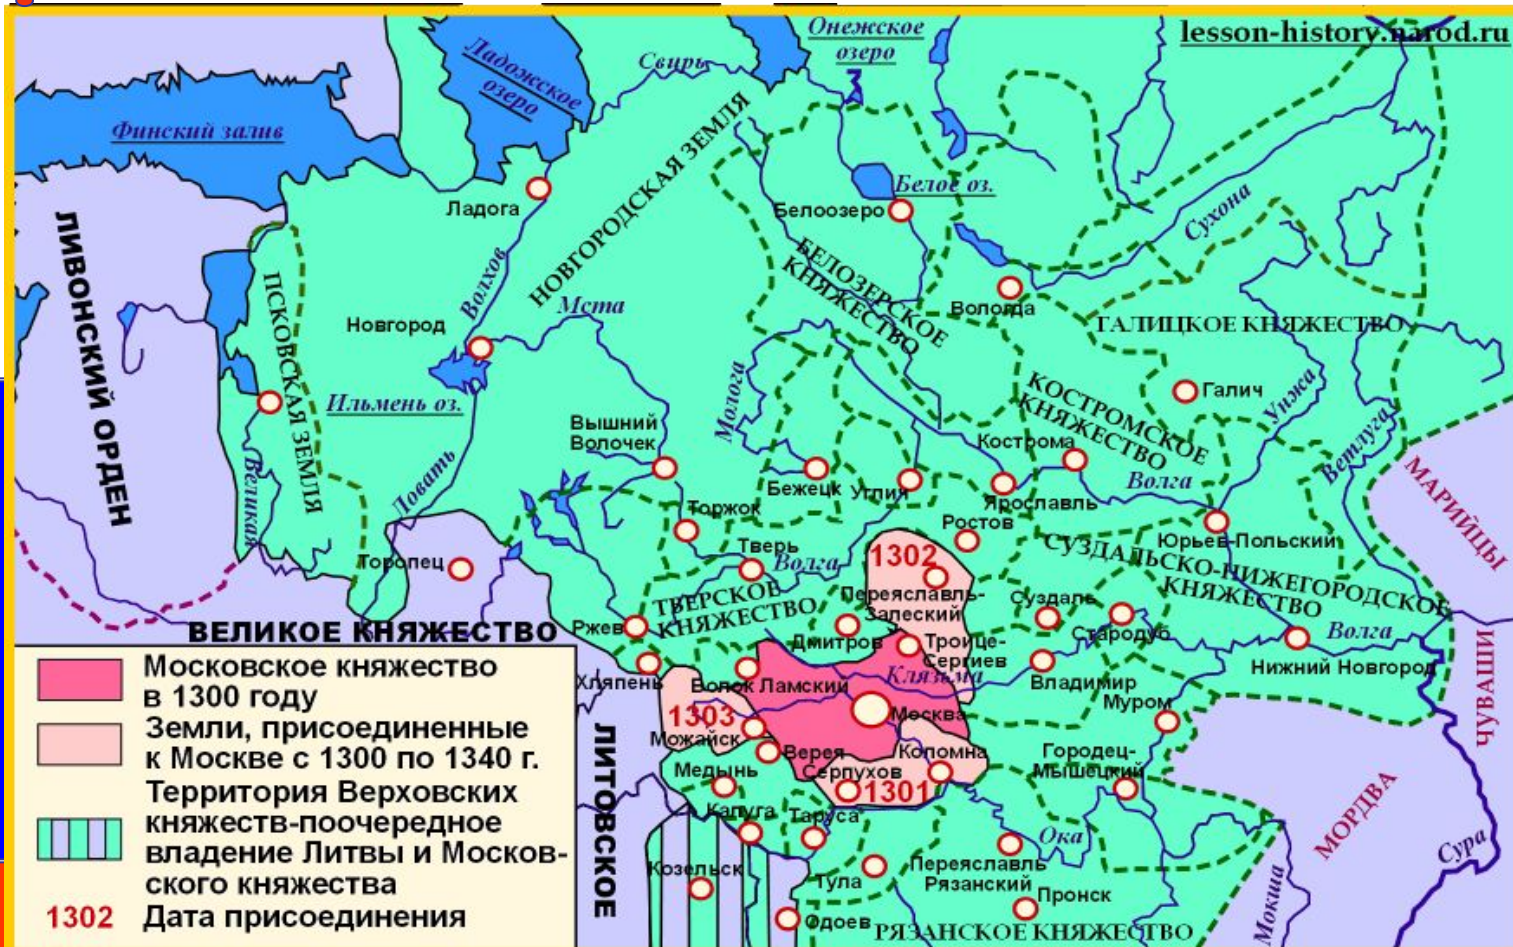 lesson-history.narod.ru
Онежское
озеро
Ладожское
озеро
Свирь
Финский залив
НОВГОРОДСКАЯ ЗЕМЛЯ
Белое оз.
Ладога
Белоозеро
Сухона
ЛИВОНСКИЙ ОРДЕН
ПСКОВСКАЯ ЗЕМЛЯ
Волхов
БЕЛОЗЕРСКОЕ
КНЯЖЕСТВО
Вологда
Мста
Новгород
ГАЛИЦКОЕ КНЯЖЕСТВО
Ильмень оз.
Молога
КОСТРОМСКОЕ
КНЯЖЕСТВО
Галич
Унжа
Вышний
Волочек
Кострома
Ветлуга
Великая
Ловать
Бежецк
Углич
Ярославль
Волга
МАРИЙЦЫ
Торжок
Ростов
Юрьев-Польский
Тверь
Волга
1302
СУЗДАЛЬСКО-НИЖЕГОРОДСКОЕ
КНЯЖЕСТВО
Торопец
ТВЕРСКОЕ
КНЯЖЕСТВО
Переяславль-
Залеский
Суздаль
Стародуб
ВЕЛИКОЕ КНЯЖЕСТВО
Ржев
Дмитров
Троице-
Сергиев
Волга
Нижний Новгород
ЧУВАШИ
Хляпень
Волок Ламский
Клязьма
Владимир
Муром
1303
Можайск
Москва
ЛИТОВСКОЕ
Верея
Коломна
Городец-
Мышецкий
Медынь
Серпухов
1301
МОРДВА
Калуга
Таруса
Ока
Сура
Козельск
Тула
Переяславль
Рязанский
Пронск
Мокша
Одоев
РЯЗАНСКОЕ КНЯЖЕСТВО
Московское княжество
в 1300 году
Земли, присоединенные
к Москве с 1300 по 1340 г.
Территория Верховских
княжеств-поочередное
владение Литвы и Москов-
ского княжества
1302 Дата присоединения